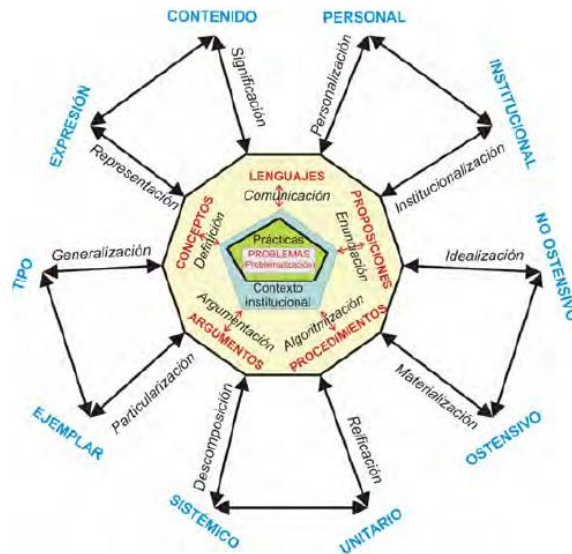 CONTENIDO
PERSONAL
EXPRESIÓN
Significación
Personalización
INSTITUCIONAL
Representación
Institucionalización
LENGUAJES
Comunicación
CONCEPTOS
Definición
PROPOSICIONES
Enunciación
Prácticas
PROBLEMAS
(Problematización)
Contexto
institucional
TIPO
Generalización
Idealización
NO OSTENSIVO
Argumentación
ARGUMENTOS
Algoritmización
PROCEDIMIENTOS
EJEMPLAR
Particularización
Materialización
OSTENSIVO
Descomposición
Reificación
SISTÉMICO
UNITARIO